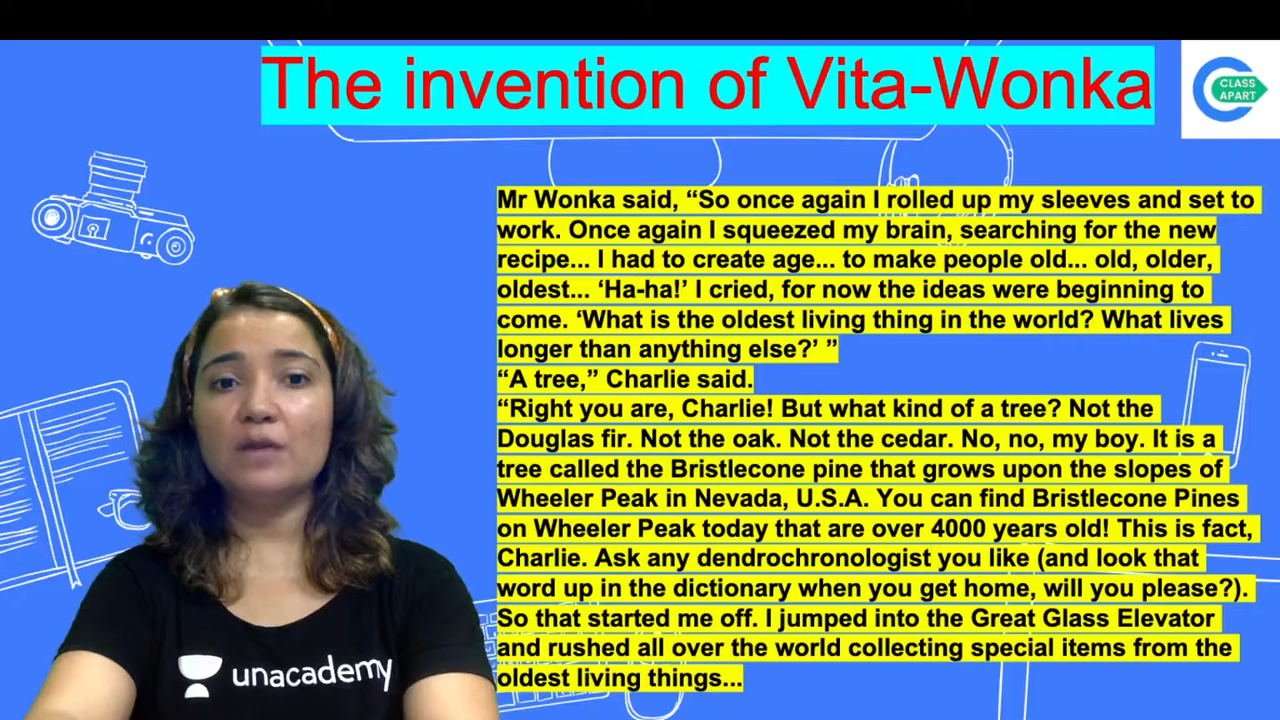 The invention of Vita-Wonka
CLASS
APART
Mr Wonka said, “So once again I rolled up my sleeves and set to
work. Once again I squeezed my brain, searching for the new
recipe... I had to create age... to make people old... old, older,
oldest... ‘Ha-ha!’ I cried, for now the ideas were beginning to
come. ‘What is the oldest living thing in the world? What lives
longer than anything else?’ ”
“A tree,” Charlie said.
“Right you are, Charlie! But what kind of a tree? Not the
Douglas fir. Not the oak. Not the cedar. No, no, my boy. It is a
tree called the Bristlecone pine that grows upon the slopes of
Wheeler Peak in Nevada, U.S.A. You can find Bristlecone Pines
on Wheeler Peak today that are over 4000 years old! This is fact,
Charlie. Ask any dendrochronologist you like (and look that
word up in the dictionary when you get home, will you please?).
So that started me off. I jumped into the Great Glass Elevator
and rushed all over the world collecting special items from the
oldest living things...
unacademy